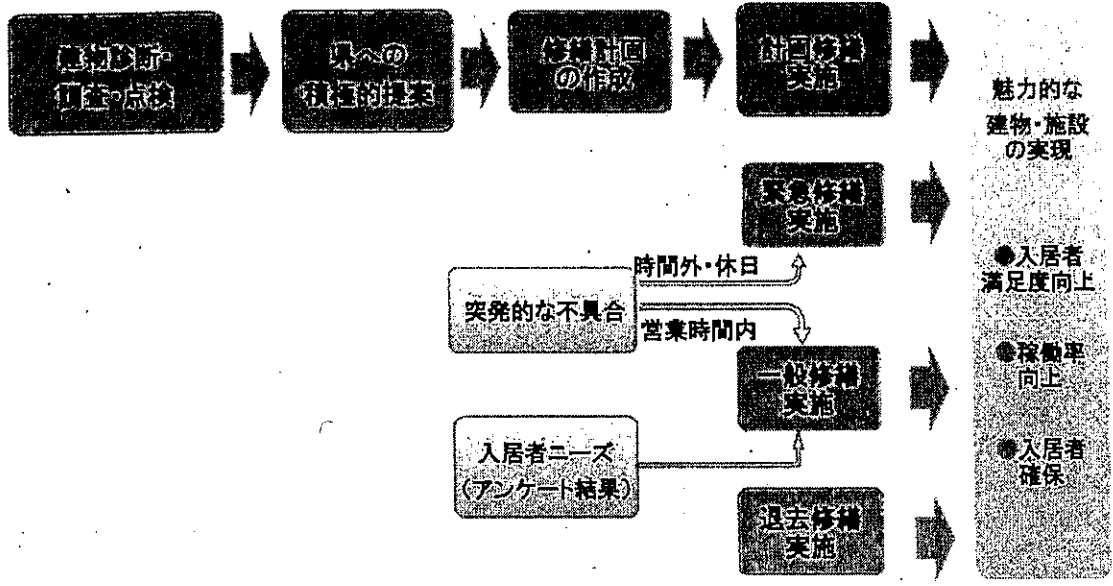 建物診断・
調査・点検
県への
積極的提案
修繕計画
の作成
計画修繕
実施
魅力的な
建物・施設
の実現
緊急修繕
実施
時間外・休日
突発的な不具合
営業時間内
●入居者
満足度向上
一般修繕
実施
●稼働率
向上
入居者ニーズ
(アンケート結果)
●入居者
確保
退去修繕
実施